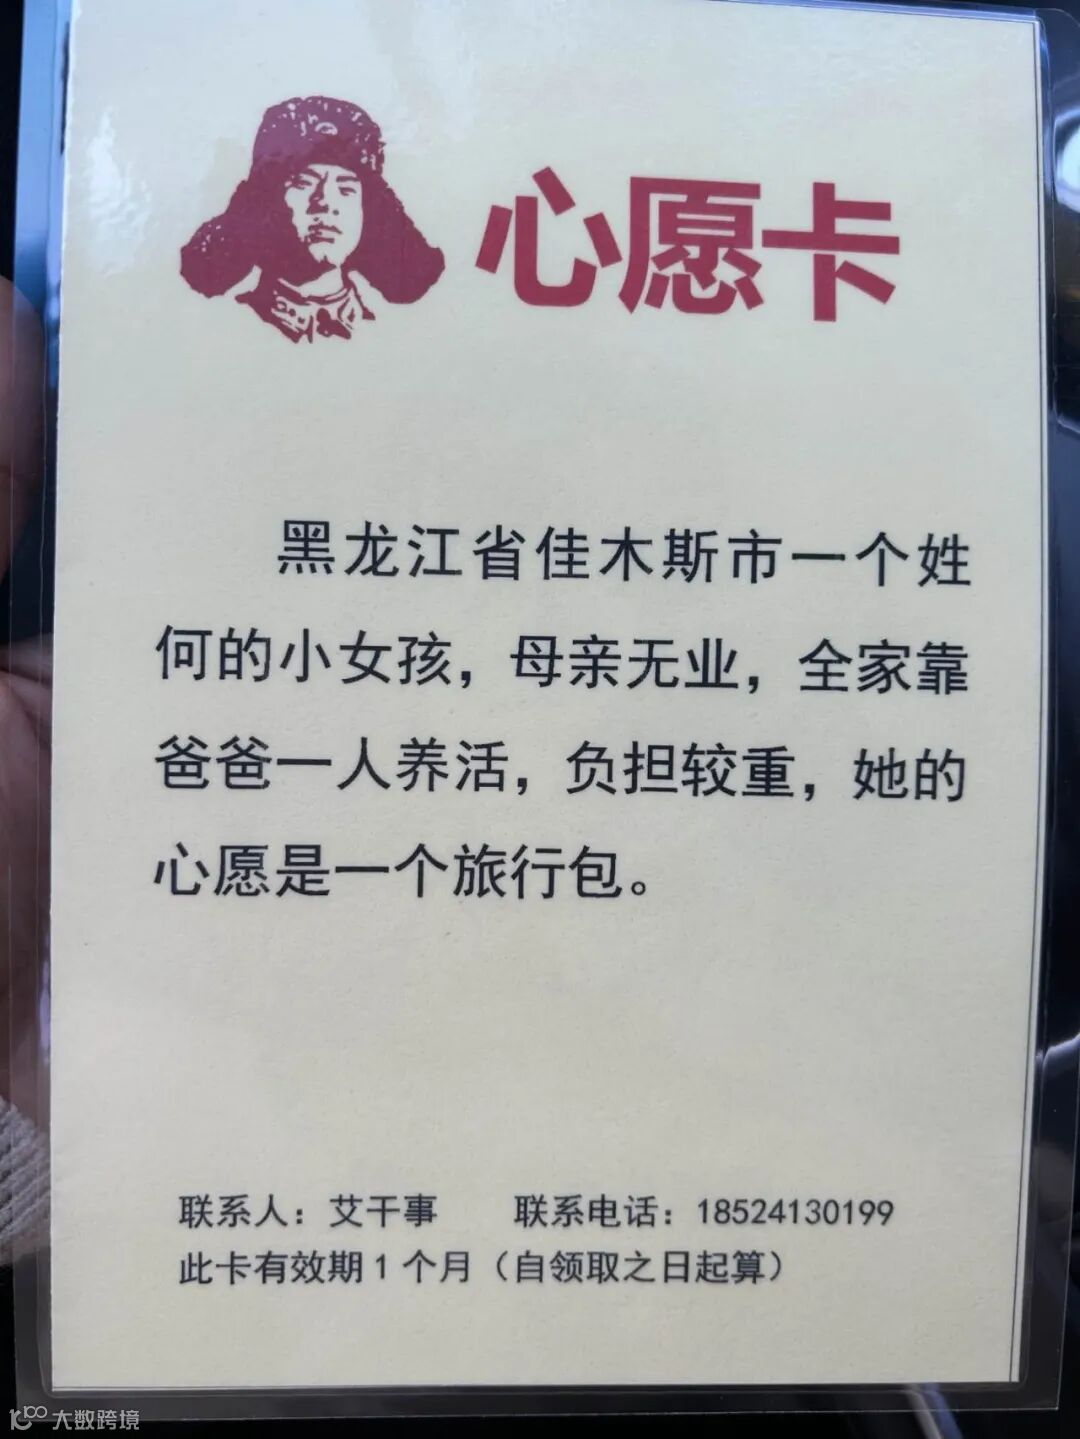 心愿卡
黑龙江省佳木斯市一个姓
何的小女孩，母亲无业，全家靠
爸爸一人养活，负担较重，她的
心愿是一个旅行包。
联系人：艾干事 联系电话：18524130199
此卡有效期1个月（自领取之日起算）
大数跨境